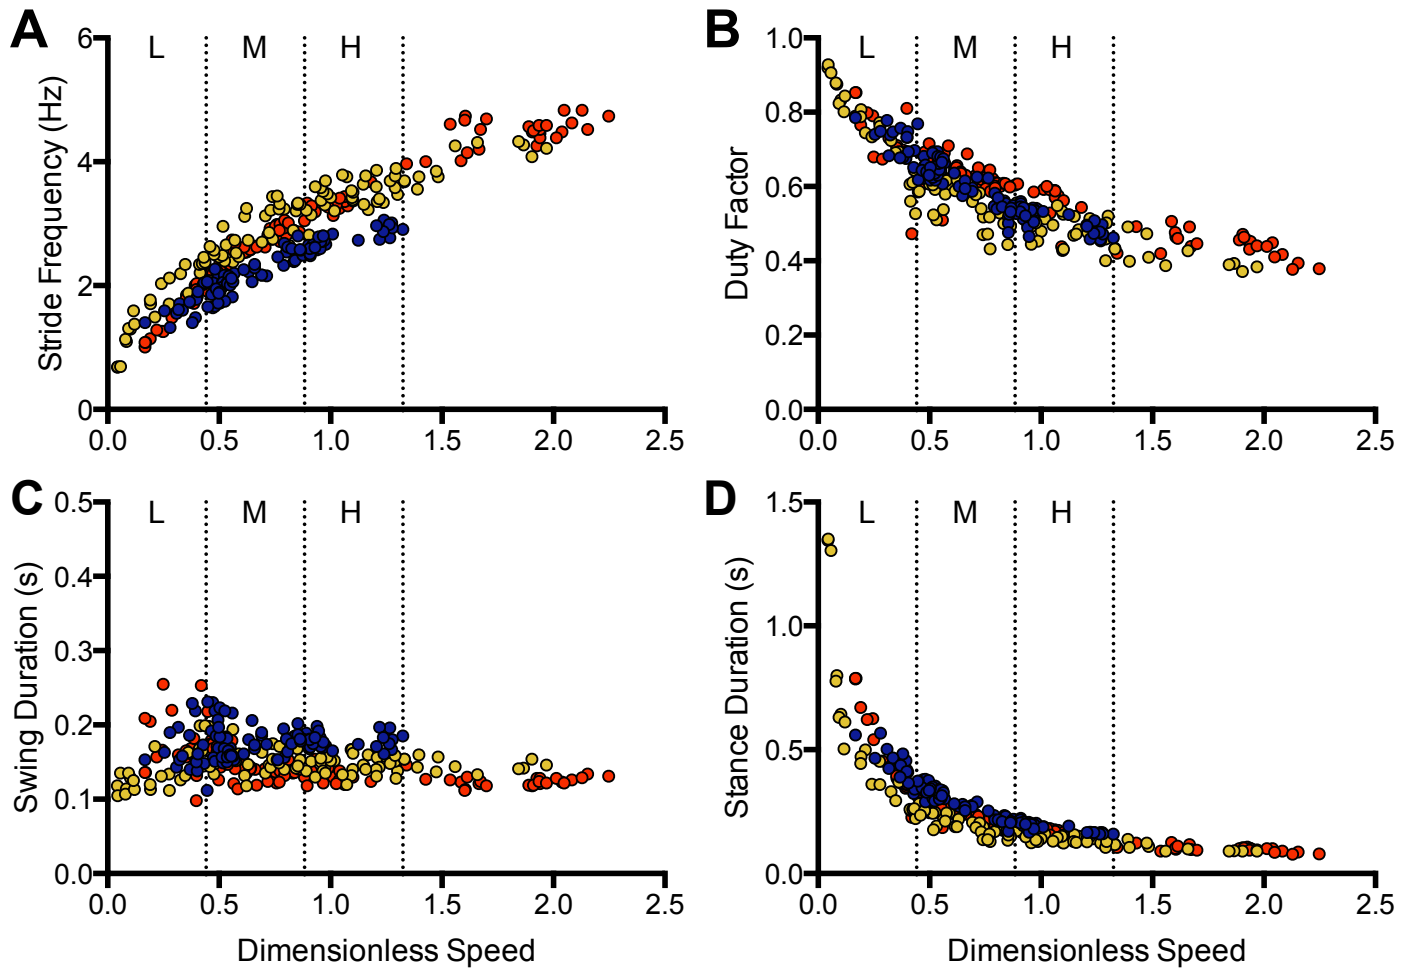 A
L M H
Stride Frequency (Hz)
6
4
2
0
0.0 0.5 1.0 1.5 2.0 2.5
B
L M H
Duty Factor
1.0
0.8
0.6
0.4
0.2
0.0
0.0 0.5 1.0 1.5 2.0 2.5
C
L M H
Swing Duration (s)
0.5
0.4
0.3
0.2
0.1
0.0
0.0 0.5 1.0 1.5 2.0 2.5
Dimensionless Speed
D
L M H
Stance Duration (s)
1.5
1.0
0.5
0.0
0.0 0.5 1.0 1.5 2.0 2.5
Dimensionless Speed